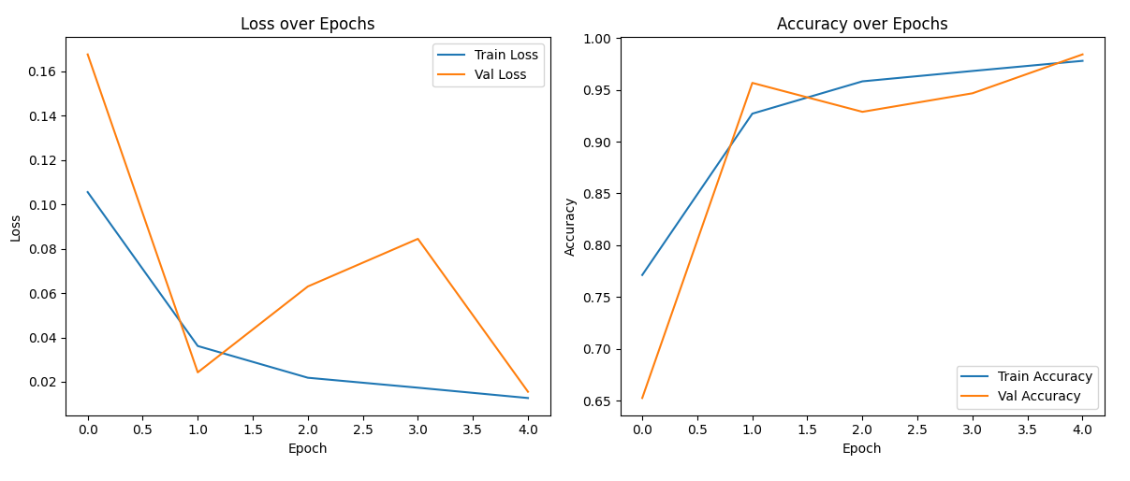 Loss over Epochs
Train Loss
Val Loss
0.16
0.14
0.12
0.10
0.08
0.06
0.04
0.02
Loss
0.0 0.5 1.0 1.5 2.0 2.5 3.0 3.5 4.0
Epoch
Accuracy over Epochs
1.00
0.95
0.90
0.85
0.80
0.75
0.70
0.65
Accuracy
Train Accuracy
Val Accuracy
0.0 0.5 1.0 1.5 2.0 2.5 3.0 3.5 4.0
Epoch